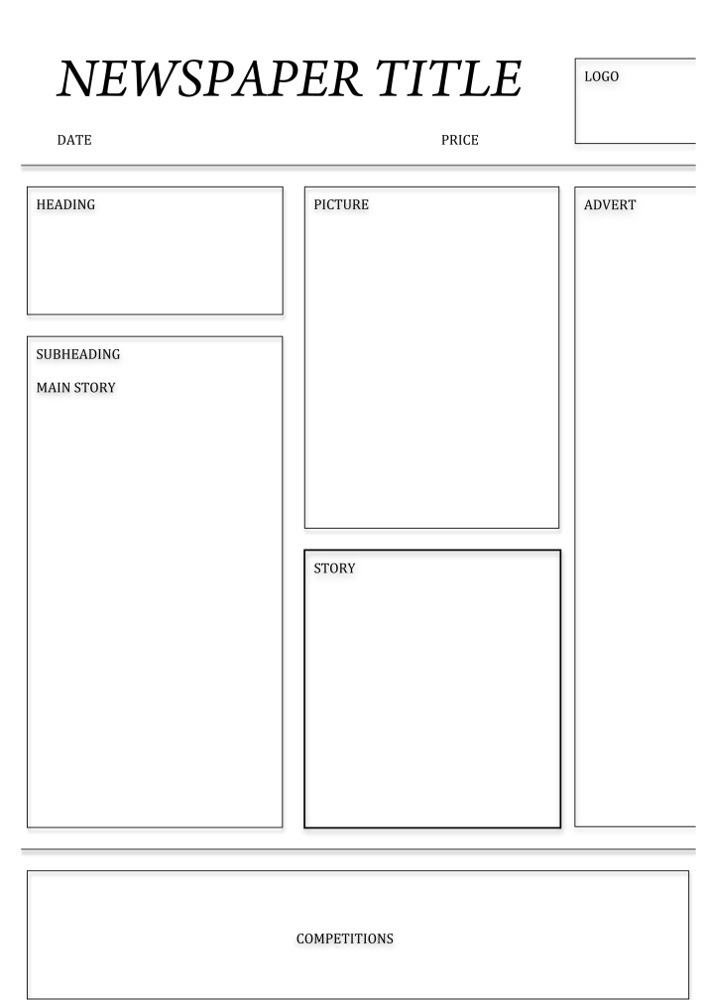 NEWSPAPER TITLE
LOGO
DATE
PRICE
HEADING
SUBHEADING
MAIN STORY
PICTURE
STORY
ADVERT
COMPETITIONS